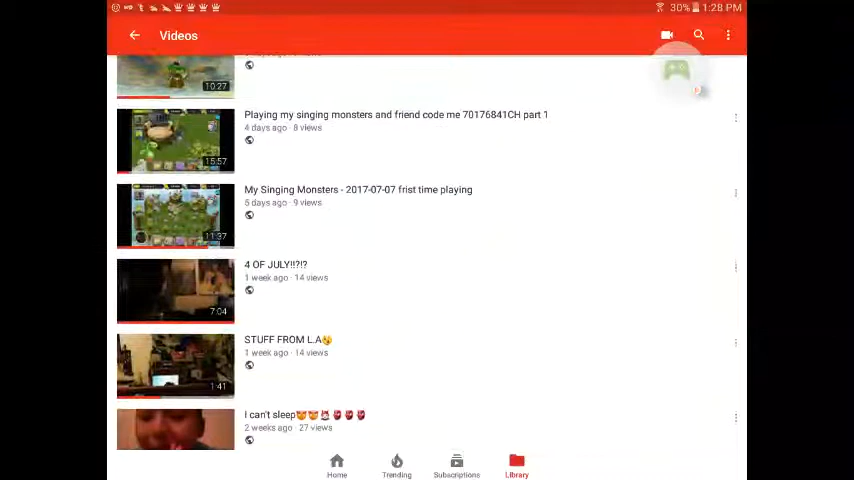 30% 1:28 PM
Videos
10:27
Playing my singing monsters and friend code me 70176841CH part 1
4 days ago · 8 views
15:57
My Singing Monsters - 2017-07-07 frist time playing
5 days ago · 9 views
11:37
4 OF JULY!!?!?
1 week ago · 14 views
7:04
STUFF FROM L.A😘
1 week ago · 14 views
1:41
I can't sleep
2 weeks ago · 27 views
Home Trending Subscriptions Library